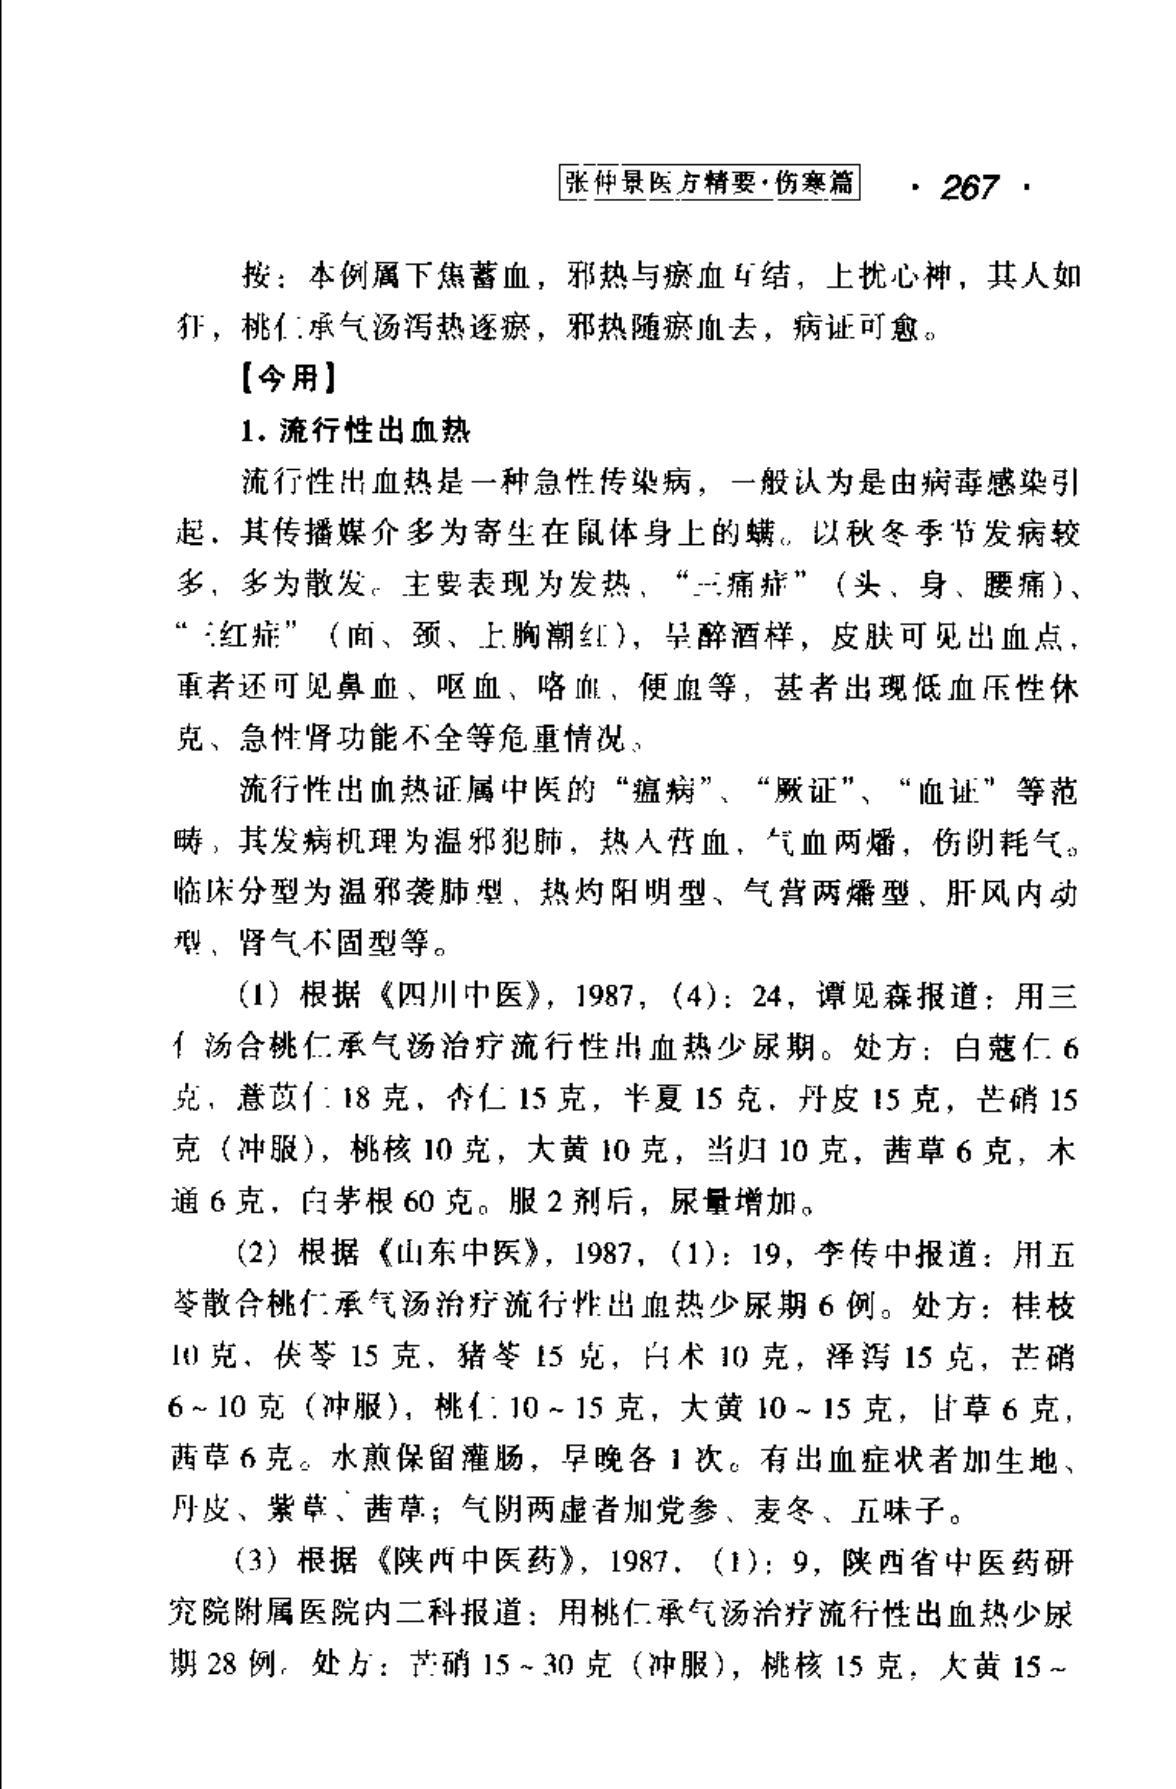 张仲景医方精要·伤寒篇 · 267 ·
按：本例属下焦蓄血，邪热与瘀血互结，上扰心神，其人如
狂，桃仁承气汤泻热逐瘀，邪热随瘀血去，病证可愈。
【今用】
1. 流行性出血热
流行性出血热是一种急性传染病，一般认为是由病毒感染引
起，其传播媒介多为寄生在鼠体身上的螨。以秋冬季节发病较
多，多为散发。主要表现为发热、“三痛症”（头、身、腰痛）、
“三红症”（面、颈、上胸潮红），呈醉酒样，皮肤可见出血点，
重者还可见鼻血、呕血、咯血、便血等，甚者出现低血压性休
克、急性肾功能不全等危重情况。
流行性出血热证属中医的“瘟病”、“厥证”、“血证”等范
畴。其发病机理为温邪犯肺，热入营血，气血两燔，伤阴耗气。
临床分型为温邪袭肺型、热灼阳明型、气营两燔型、肝风内动
型、肾气不固型等。
(1) 根据《四川中医》，1987，(4)：24，谭见森报道：用三
仁汤合桃仁承气汤治疗流行性出血热少尿期。处方：白蔻仁 6
克，薏苡仁 18 克，杏仁 15 克，半夏 15 克，丹皮 15 克，芒硝 15
克（冲服），桃核 10 克，大黄 10 克，当归 10 克，茜草 6 克，木
通 6 克，白茅根 60 克。服 2 剂后，尿量增加。
(2) 根据《山东中医》，1987，(1)：19，李传中报道：用五
苓散合桃仁承气汤治疗流行性出血热少尿期 6 例。处方：桂枝
10 克，茯苓 15 克，猪苓 15 克，白术 10 克，泽泻 15 克，芒硝
6～10 克（冲服），桃仁 10～15 克，大黄 10～15 克，甘草 6 克，
茜草 6 克。水煎保留灌肠，早晚各 1 次。有出血症状者加生地、
丹皮、紫草、茜草；气阴两虚者加党参、麦冬、五味子。
(3) 根据《陕西中医药》，1987，(1)：9，陕西省中医药研
究院附属医院内二科报道：用桃仁承气汤治疗流行性出血热少尿
期 28 例。处方：芒硝 15～30 克（冲服），桃核 15 克，大黄 15～